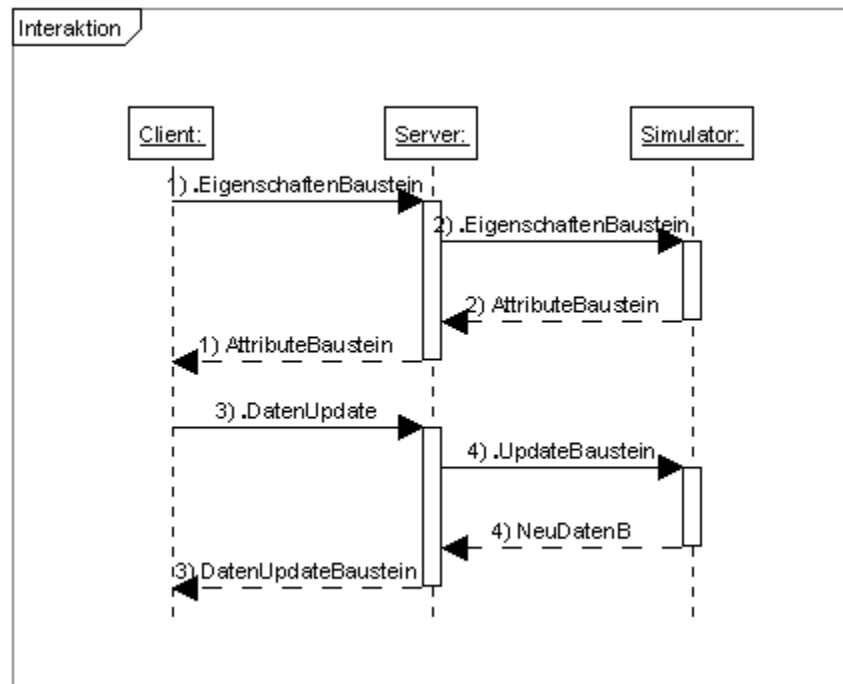 Interaktion
Client:
Server:
Simulator:
1) .EigenschaftenBaustein
2) .EigenschaftenBaustein
2) AttributeBaustein
1) AttributeBaustein
3) .DatenUpdate
4) .UpdateBaustein
4) NeuDatenB
3) DatenUpdateBaustein